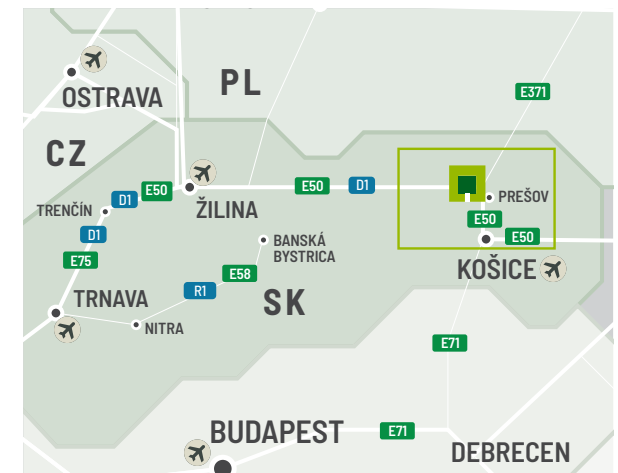 PL
E371
OSTRAVA
CZ
E50
D1
E50
D1
ŽILINA
PREŠOV
TRENČÍN
D1
E50
E50
BANSKÁ
BYSTRICA
KOŠICE
E75
E58
TRNAVA
R1
SK
NITRA
E71
BUDAPEST
E71
DEBRECEN